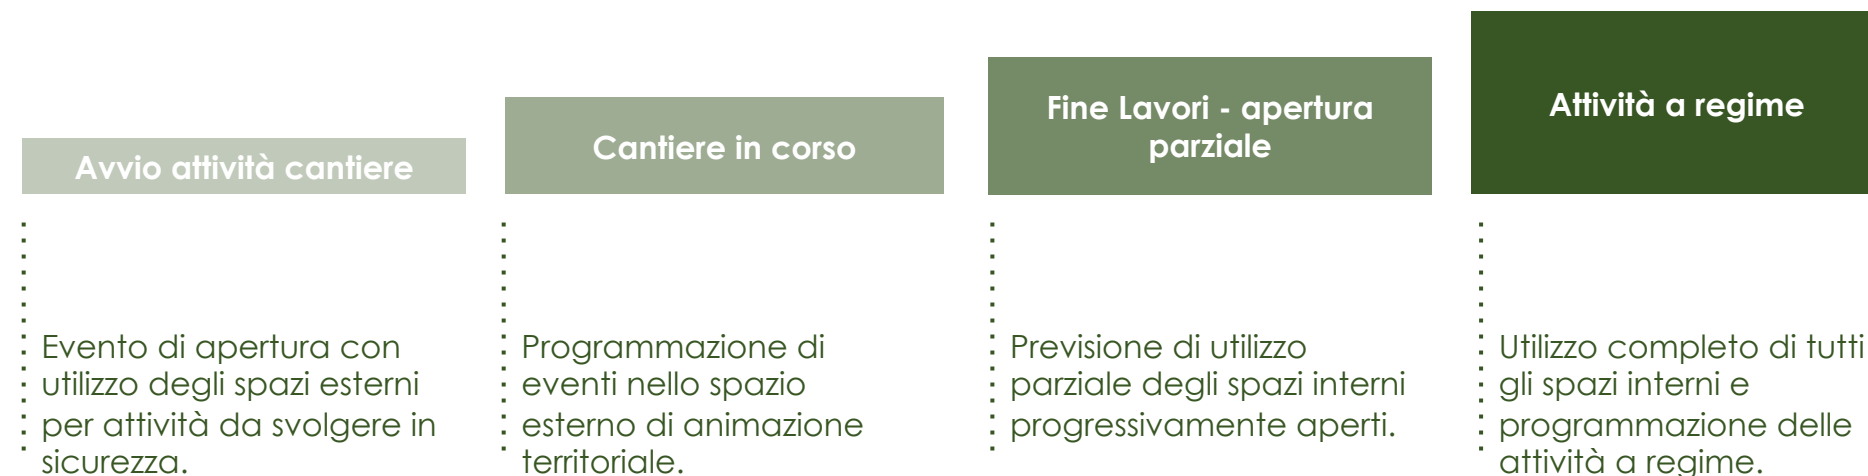 Avvio attività cantiere
Cantiere in corso
Fine Lavori - apertura
parziale
Attività a regime
Evento di apertura con
utilizzo degli spazi esterni
per attività da svolgere in
sicurezza.
Programmazione di
eventi nello spazio
esterno di animazione
territoriale.
Previsione di utilizzo
parziale degli spazi interni
progressivamente aperti.
Utilizzo completo di tutti
gli spazi interni e
programmazione delle
attività a regime.